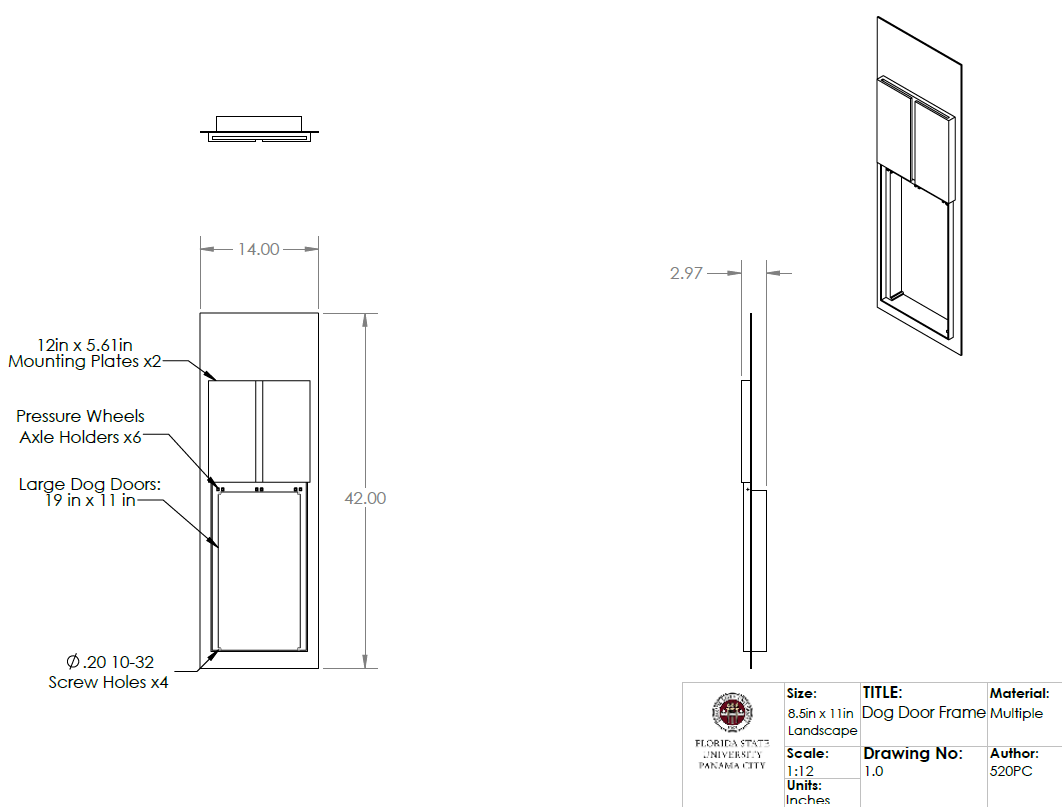 14.00
2.97
12in x 5.61in
Mounting Plates x2
Pressure Wheels
Axle Holders x6
Large Dog Doors:
19 in x 11 in
42.00
Ø .20 10-32
Screw Holes x4
FLORIDA STATE
UNIVERSITY
PANAMA CITY
Size:
8.5in x 11in
Landscape
Scale:
1:12
Units:
Inches
TITLE:
Dog Door Frame
Drawing No:
1.0
Material:
Multiple
Author:
520PC